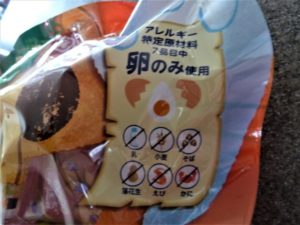 アレルギー
特定原材料
7品目中
卵のみ使用
乳 小麦 そば
落花生 えび かに